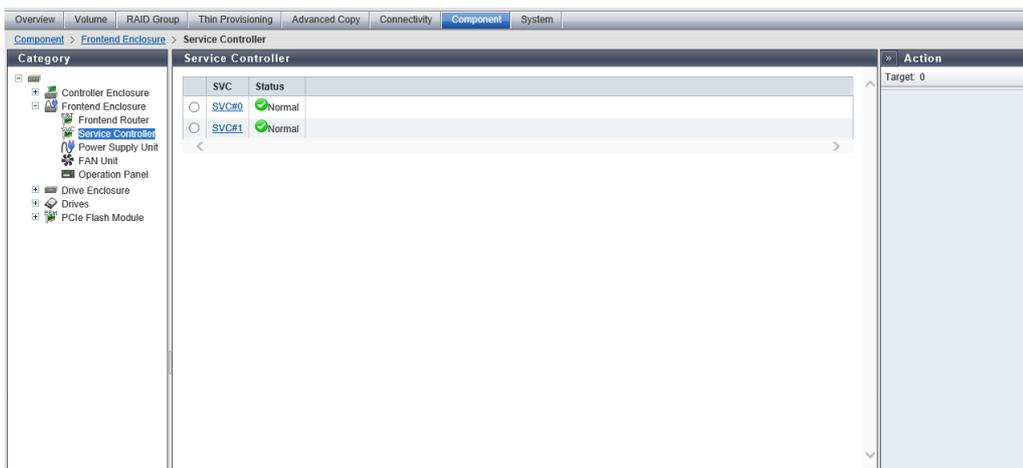 Overview Volume RAID Group Thin Provisioning Advanced Copy Connectivity Component System
Component > Frontend Enclosure > Service Controller
Category
Controller Enclosure
Frontend Enclosure
Frontend Router
Service Controller
Power Supply Unit
FAN Unit
Operation Panel
Drive Enclosure
Drives
PCIe Flash Module
Service Controller
SVC Status
SVC#0 Normal
SVC#1 Normal
» Action
Target: 0